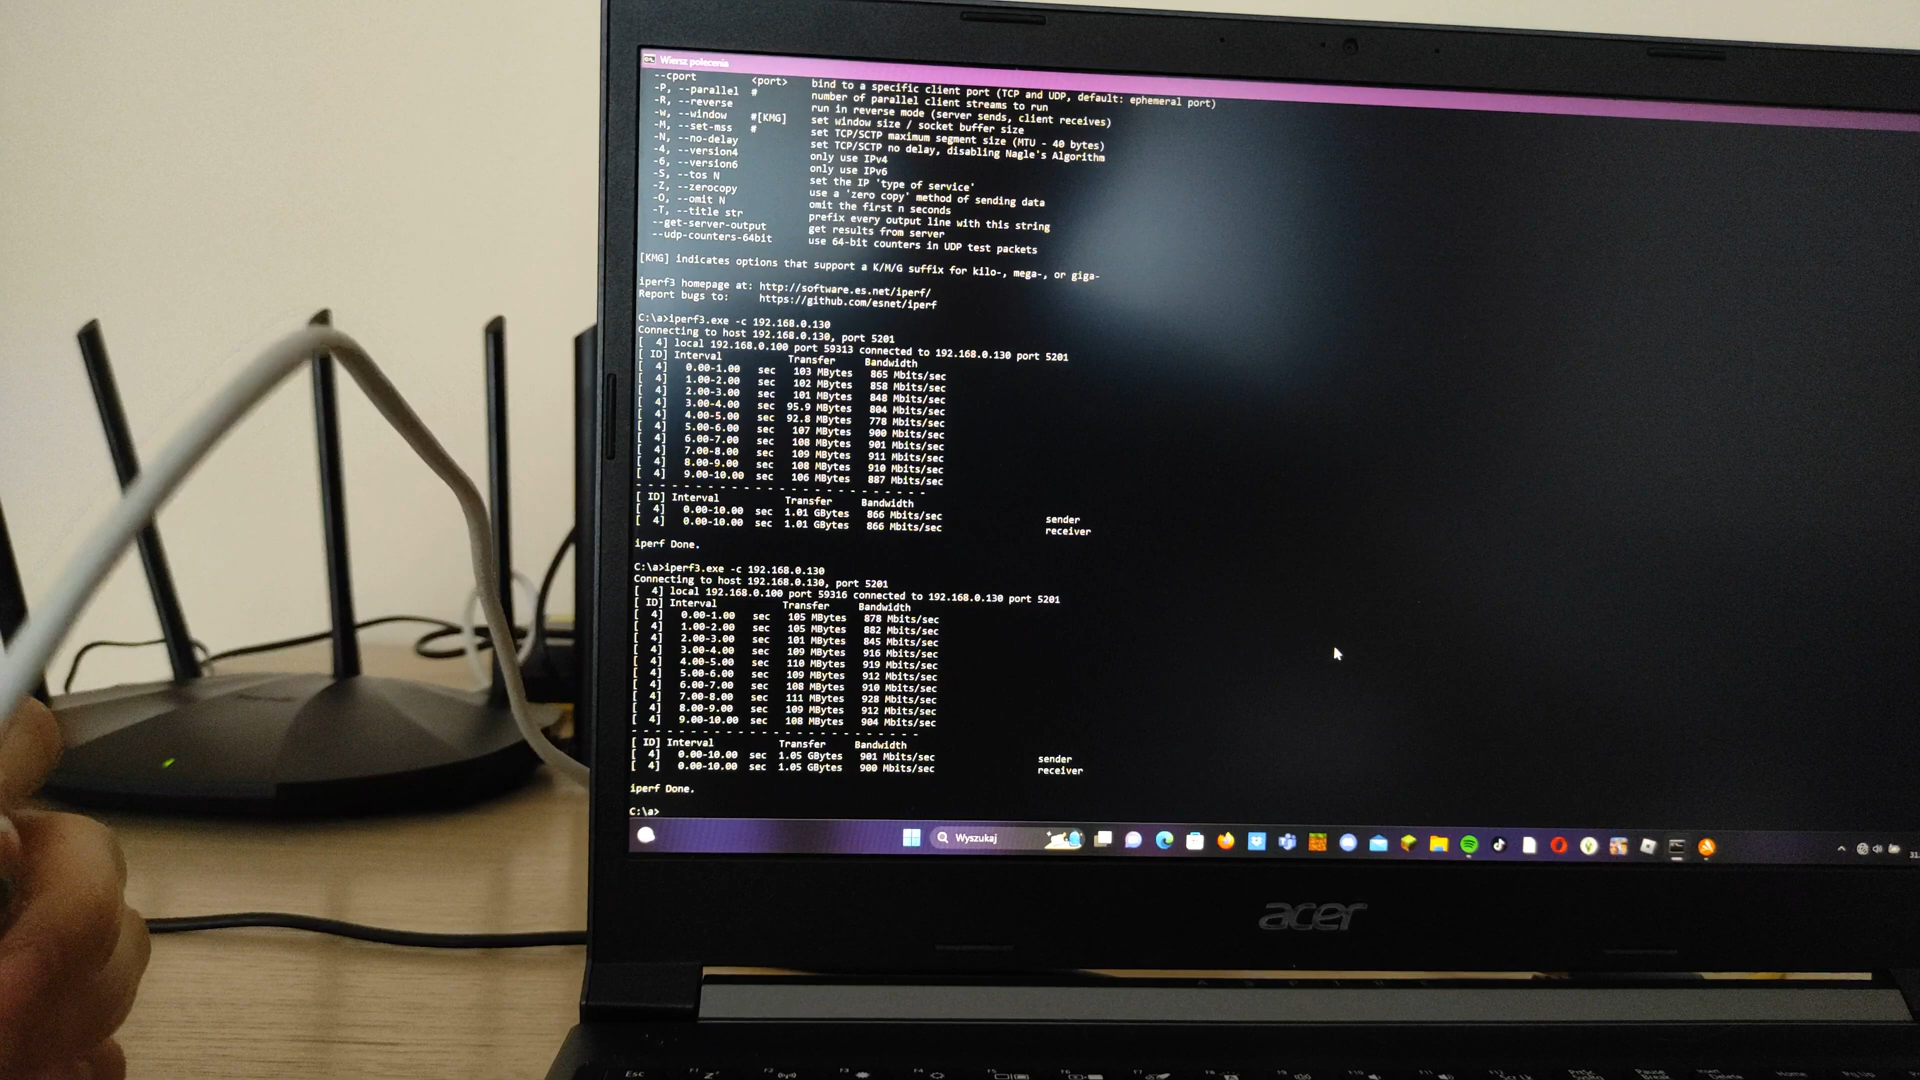 Wiersz polecenia
--cport <port> bind to a specific client port (TCP and UDP, default: ephemeral port)
-P, --parallel # number of parallel client streams to run
-R, --reverse run in reverse mode (server sends, client receives)
-w, --window #[KMG] set window size / socket buffer size
-M, --set-mss # set TCP/SCTP maximum segment size (MTU - 40 bytes)
-N, --no-delay set TCP/SCTP no delay, disabling Nagle's Algorithm
-4, --version4 only use IPv4
-6, --version6 only use IPv6
-S, --tos N set the IP 'type of service'
-Z, --zerocopy use a 'zero copy' method of sending data
-O, --omit N omit the first n seconds
-T, --title str prefix every output line with this string
--get-server-output get results from server
--udp-counters-64bit use 64-bit counters in UDP test packets
[KMG] indicates options that support a K/M/G suffix for kilo-, mega-, or giga-
iperf3 homepage at: http://software.es.net/iperf/
Report bugs to: https://github.com/esnet/iperf
C:\a>iperf3.exe -c 192.168.0.130
Connecting to host 192.168.0.130, port 5201
[ 4] local 192.168.0.100 port 59313 connected to 192.168.0.130 port 5201
[ ID] Interval Transfer Bandwidth
[ 4] 0.00-1.00 sec 103 MBytes 865 Mbits/sec
[ 4] 1.00-2.00 sec 102 MBytes 858 Mbits/sec
[ 4] 2.00-3.00 sec 101 MBytes 848 Mbits/sec
[ 4] 3.00-4.00 sec 95.9 MBytes 804 Mbits/sec
[ 4] 4.00-5.00 sec 92.8 MBytes 778 Mbits/sec
[ 4] 5.00-6.00 sec 107 MBytes 900 Mbits/sec
[ 4] 6.00-7.00 sec 108 MBytes 901 Mbits/sec
[ 4] 7.00-8.00 sec 109 MBytes 911 Mbits/sec
[ 4] 8.00-9.00 sec 108 MBytes 910 Mbits/sec
[ 4] 9.00-10.00 sec 106 MBytes 887 Mbits/sec
- - - - - - - - - - - - - - - - - - - - - - - - -
[ ID] Interval Transfer Bandwidth
[ 4] 0.00-10.00 sec 1.01 GBytes 866 Mbits/sec sender
[ 4] 0.00-10.00 sec 1.01 GBytes 866 Mbits/sec receiver
iperf Done.
C:\a>iperf3.exe -c 192.168.0.130
Connecting to host 192.168.0.130, port 5201
[ 4] local 192.168.0.100 port 59316 connected to 192.168.0.130 port 5201
[ ID] Interval Transfer Bandwidth
[ 4] 0.00-1.00 sec 105 MBytes 878 Mbits/sec
[ 4] 1.00-2.00 sec 105 MBytes 882 Mbits/sec
[ 4] 2.00-3.00 sec 101 MBytes 845 Mbits/sec
[ 4] 3.00-4.00 sec 109 MBytes 916 Mbits/sec
[ 4] 4.00-5.00 sec 110 MBytes 919 Mbits/sec
[ 4] 5.00-6.00 sec 109 MBytes 912 Mbits/sec
[ 4] 6.00-7.00 sec 108 MBytes 910 Mbits/sec
[ 4] 7.00-8.00 sec 111 MBytes 928 Mbits/sec
[ 4] 8.00-9.00 sec 109 MBytes 912 Mbits/sec
[ 4] 9.00-10.00 sec 108 MBytes 904 Mbits/sec
- - - - - - - - - - - - - - - - - - - - - - - - -
[ ID] Interval Transfer Bandwidth
[ 4] 0.00-10.00 sec 1.05 GBytes 901 Mbits/sec sender
[ 4] 0.00-10.00 sec 1.05 GBytes 900 Mbits/sec receiver
iperf Done.
C:\a>
Wyszukaj
31.
acer
ASPIRE
Esc